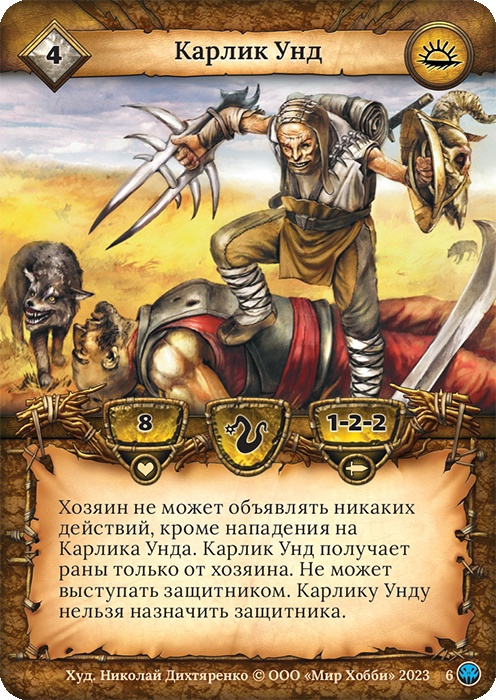 4
Карлик Унд
8
1-2-2
Хозяин не может объявлять никаких
действий, кроме нападения на
Карлика Унда. Карлик Унд получает
раны только от хозяина. Не может
выступать защитником. Карлику Унду
нельзя назначить защитника.
Худ. Николай Дихтяренко © ООО «Мир Хобби» 2023 6